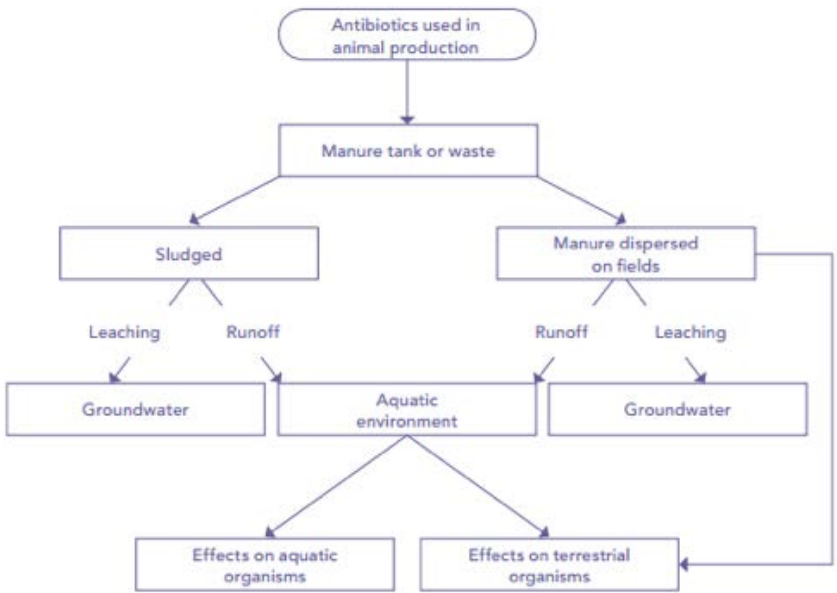 Antibiotics used in
animal production
Manure tank or waste
Sludged
Manure dispersed
on fields
Leaching
Runoff
Runoff
Leaching
Groundwater
Aquatic
environment
Groundwater
Effects on aquatic
organisms
Effects on terrestrial
organisms